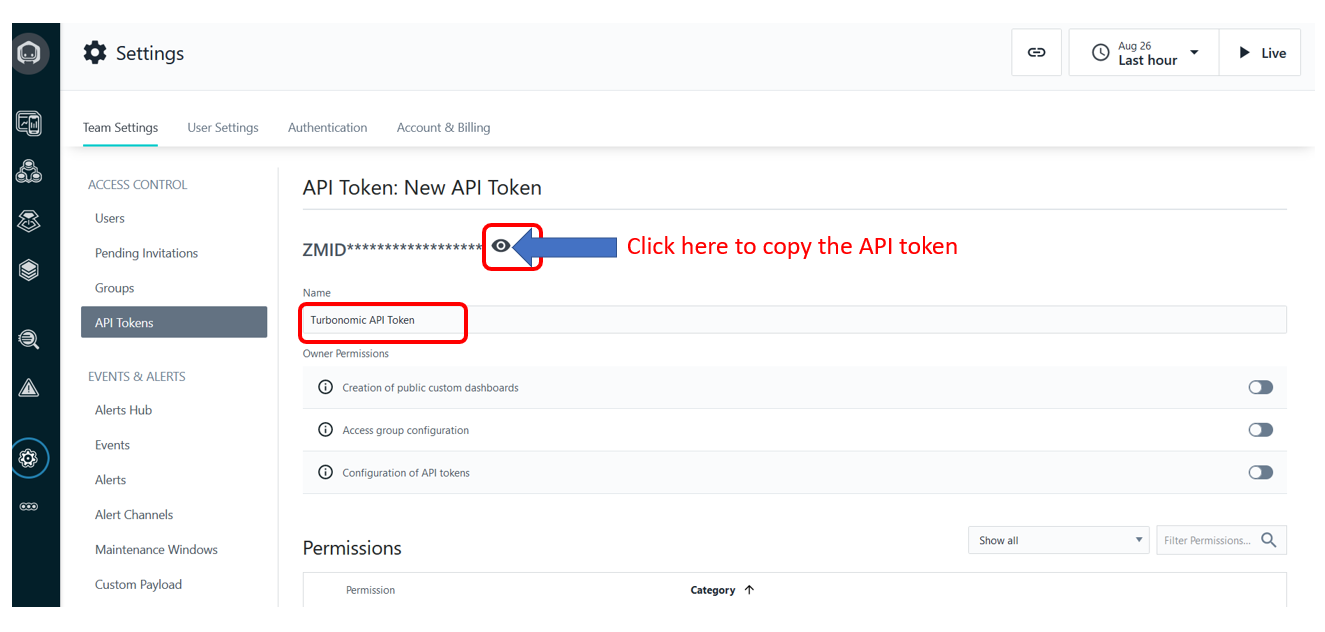 Settings
Aug 26
Last hour
Live
Team Settings
User Settings
Authentication
Account & Billing
ACCESS CONTROL
Users
Pending Invitations
Groups
API Tokens
EVENTS & ALERTS
Alerts Hub
Events
Alerts
Alert Channels
Maintenance Windows
Custom Payload
API Token: New API Token
ZMID******************
Click here to copy the API token
Name
Turbonomic API Token
Owner Permissions
Creation of public custom dashboards
Access group configuration
Configuration of API tokens
Permissions
Show all
Filter Permissions...
Permission
Category